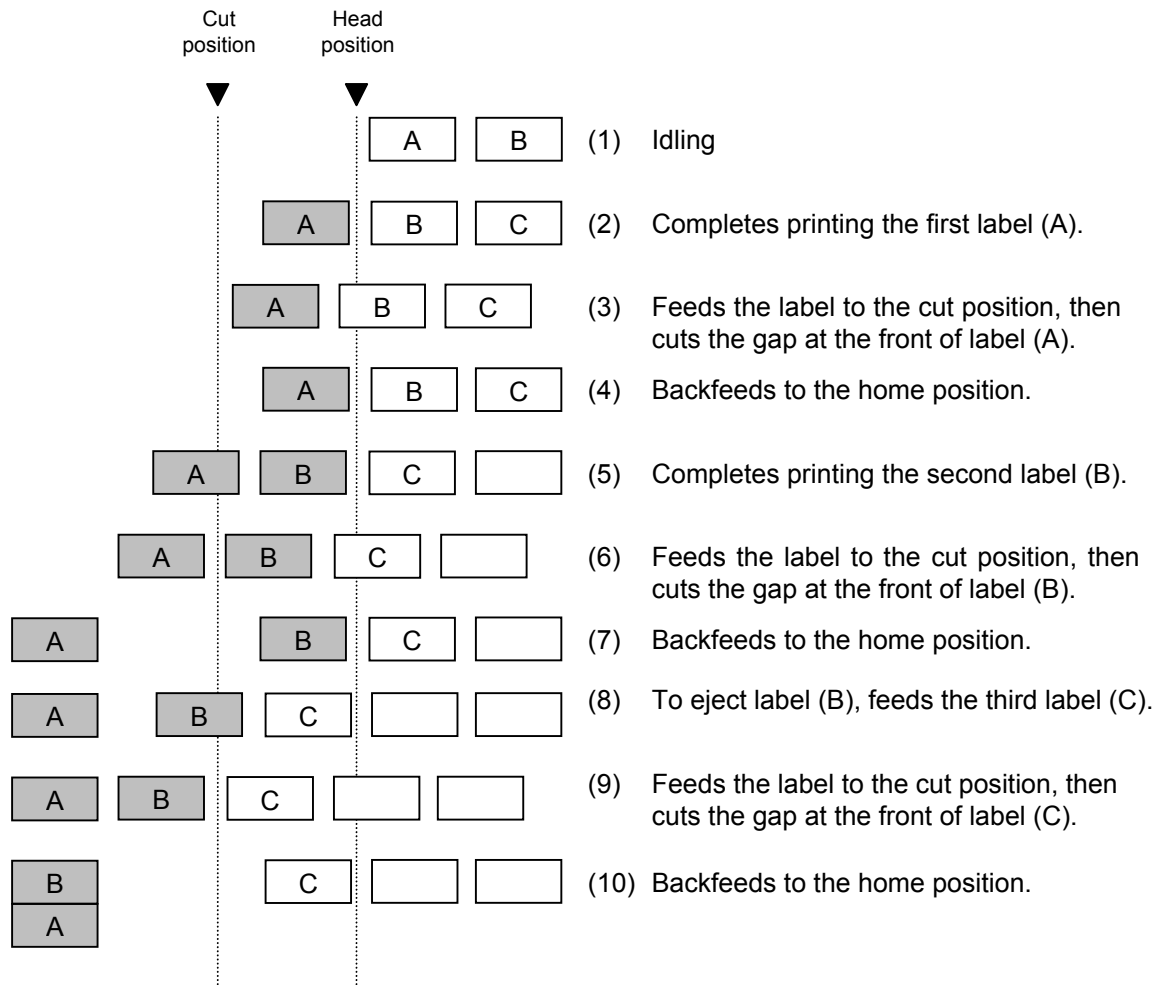 Cut
position
Head
position
A B (1) Idling
A B C (2) Completes printing the first label (A).
A B C (3) Feeds the label to the cut position, then
cuts the gap at the front of label (A).
A B C (4) Backfeeds to the home position.
A B C (5) Completes printing the second label (B).
A B C (6) Feeds the label to the cut position, then
cuts the gap at the front of label (B).
A B C (7) Backfeeds to the home position.
A B C (8) To eject label (B), feeds the third label (C).
A B C (9) Feeds the label to the cut position, then
cuts the gap at the front of label (C).
B C (10) Backfeeds to the home position.
A